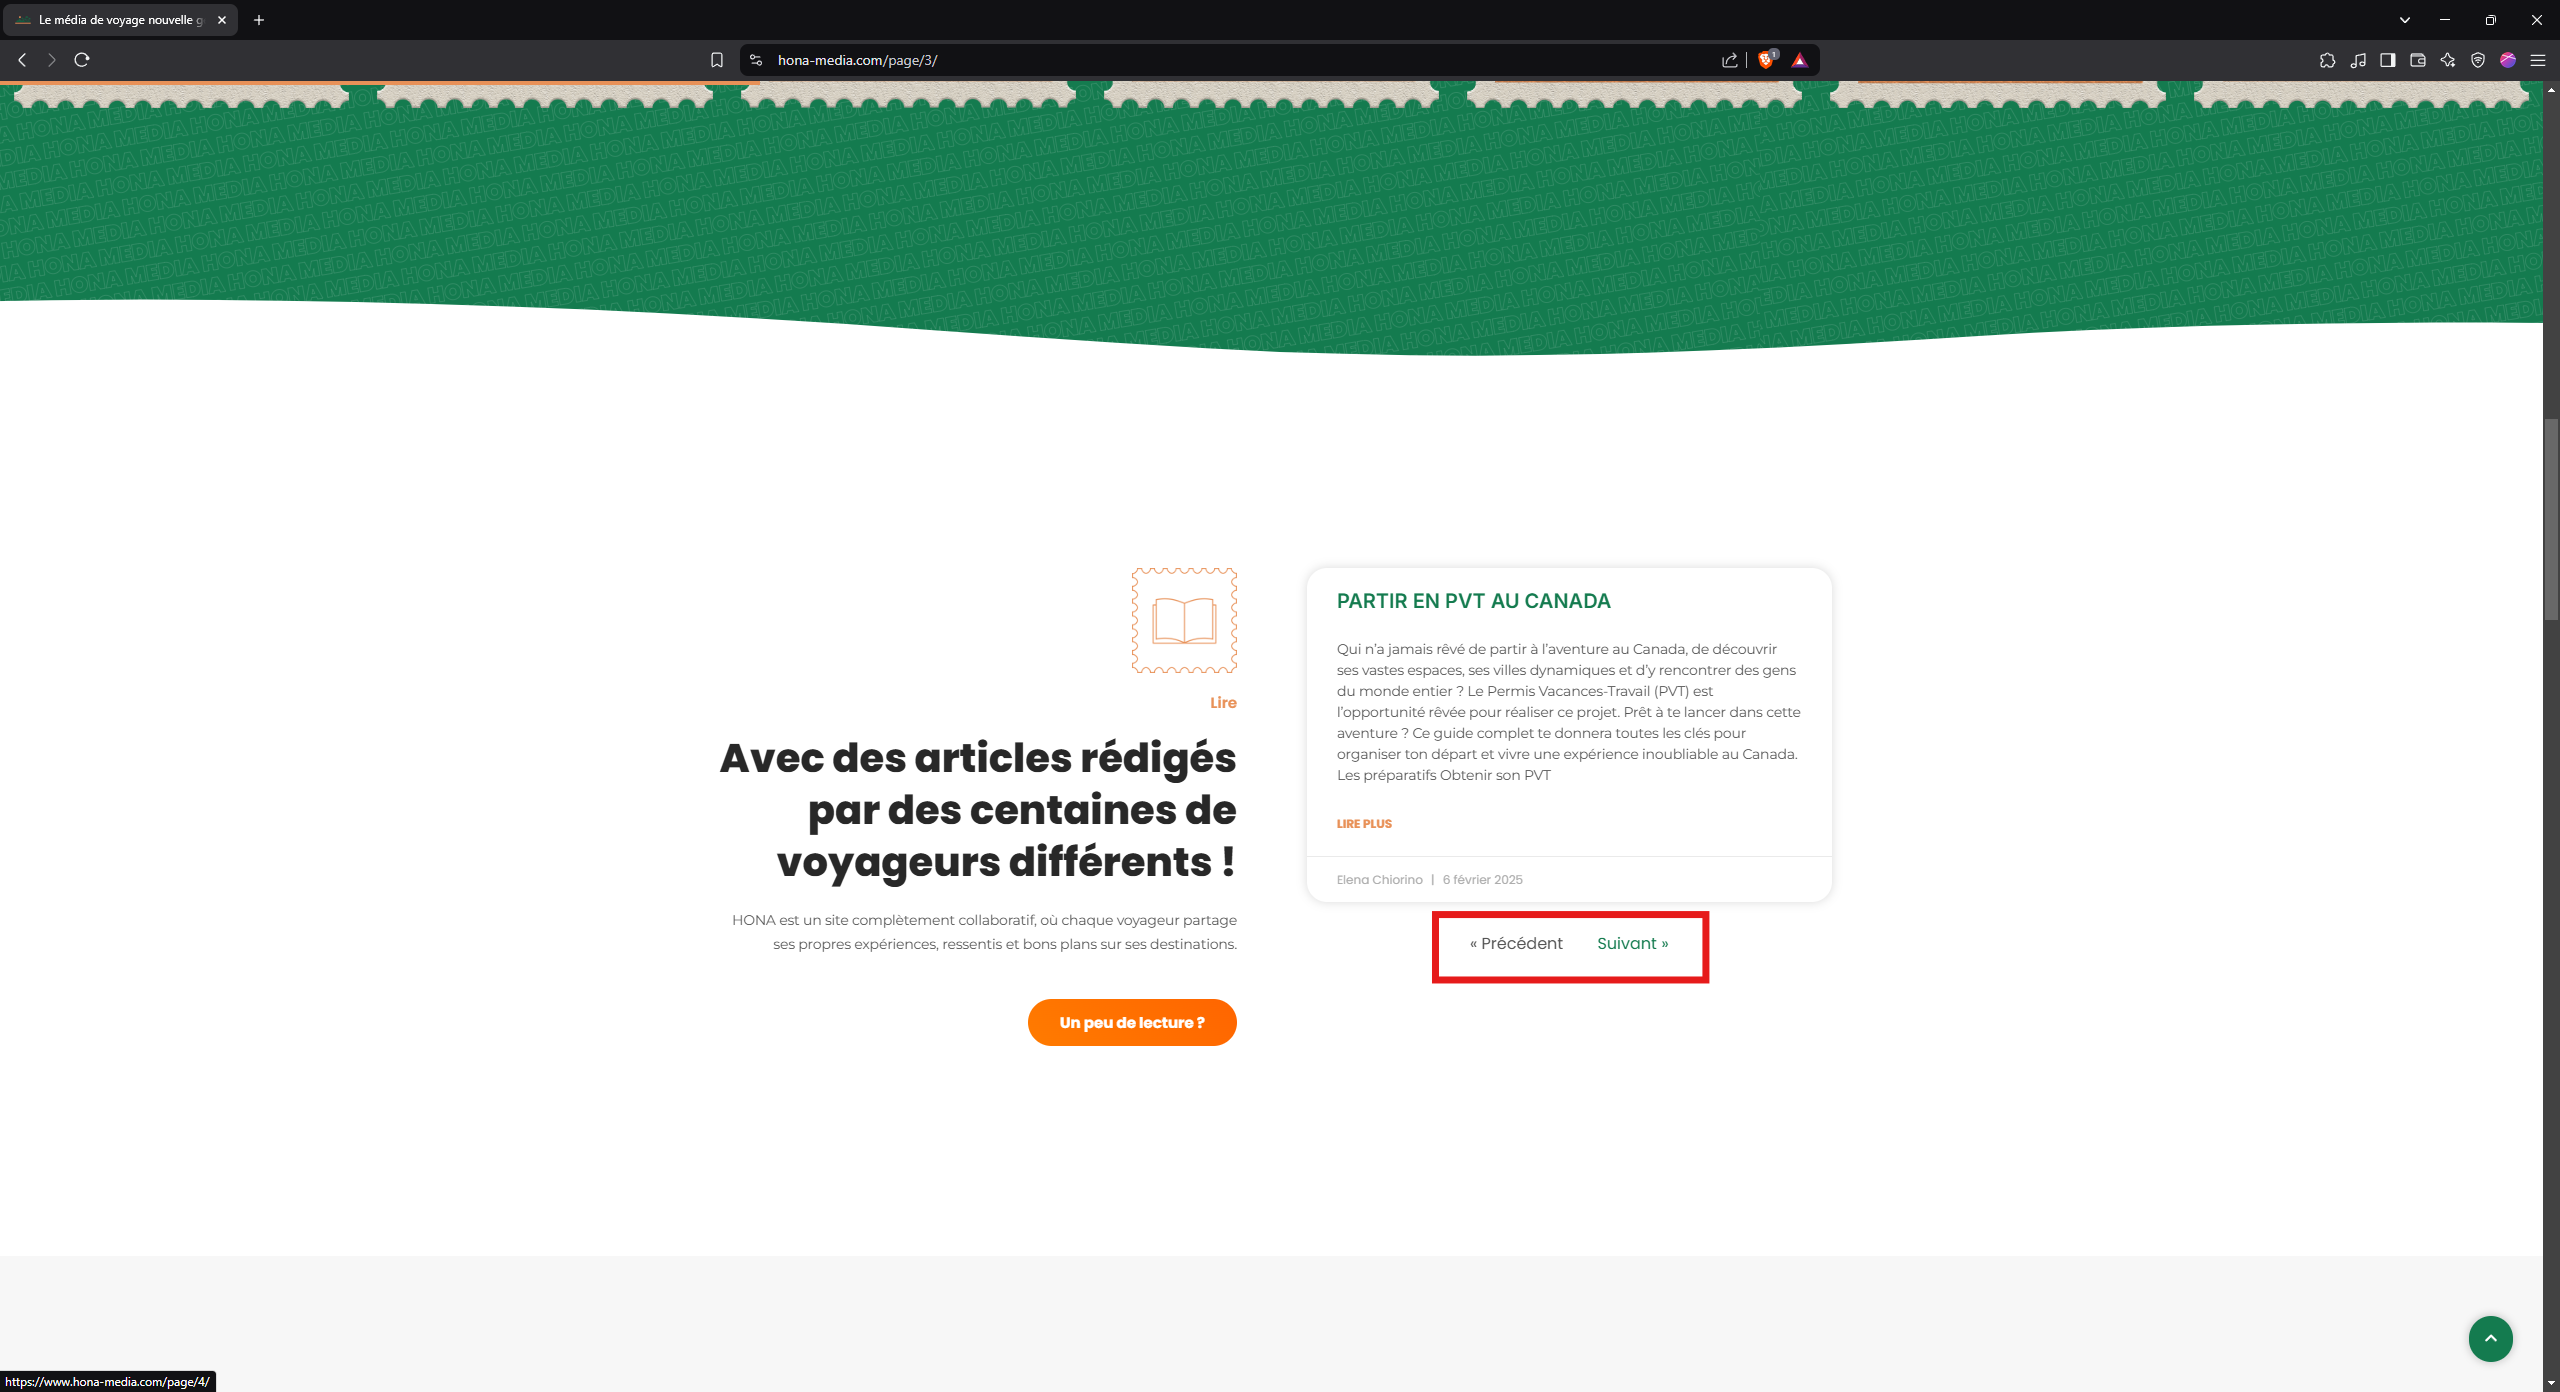 Le média de voyage nouvelle g
hona-media.com/page/3/
1
HONA MEDIA HONA MEDIA HONA MEDIA HONA MEDIA
Lire
Avec des articles rédigés
par des centaines de
voyageurs différents !
HONA est un site complètement collaboratif, où chaque voyageur partage
ses propres expériences, ressentis et bons plans sur ses destinations.
Un peu de lecture ?
PARTIR EN PVT AU CANADA
Qui n’a jamais rêvé de partir à l’aventure au Canada, de découvrir
ses vastes espaces, ses villes dynamiques et d’y rencontrer des gens
du monde entier ? Le Permis Vacances-Travail (PVT) est
l’opportunité rêvée pour réaliser ce projet. Prêt à te lancer dans cette
aventure ? Ce guide complet te donnera toutes les clés pour
organiser ton départ et vivre une expérience inoubliable au Canada.
Les préparatifs Obtenir son PVT
LIRE PLUS
Elena Chiorino | 6 février 2025
« Précédent Suivant »
https://www.hona-media.com/page/4/